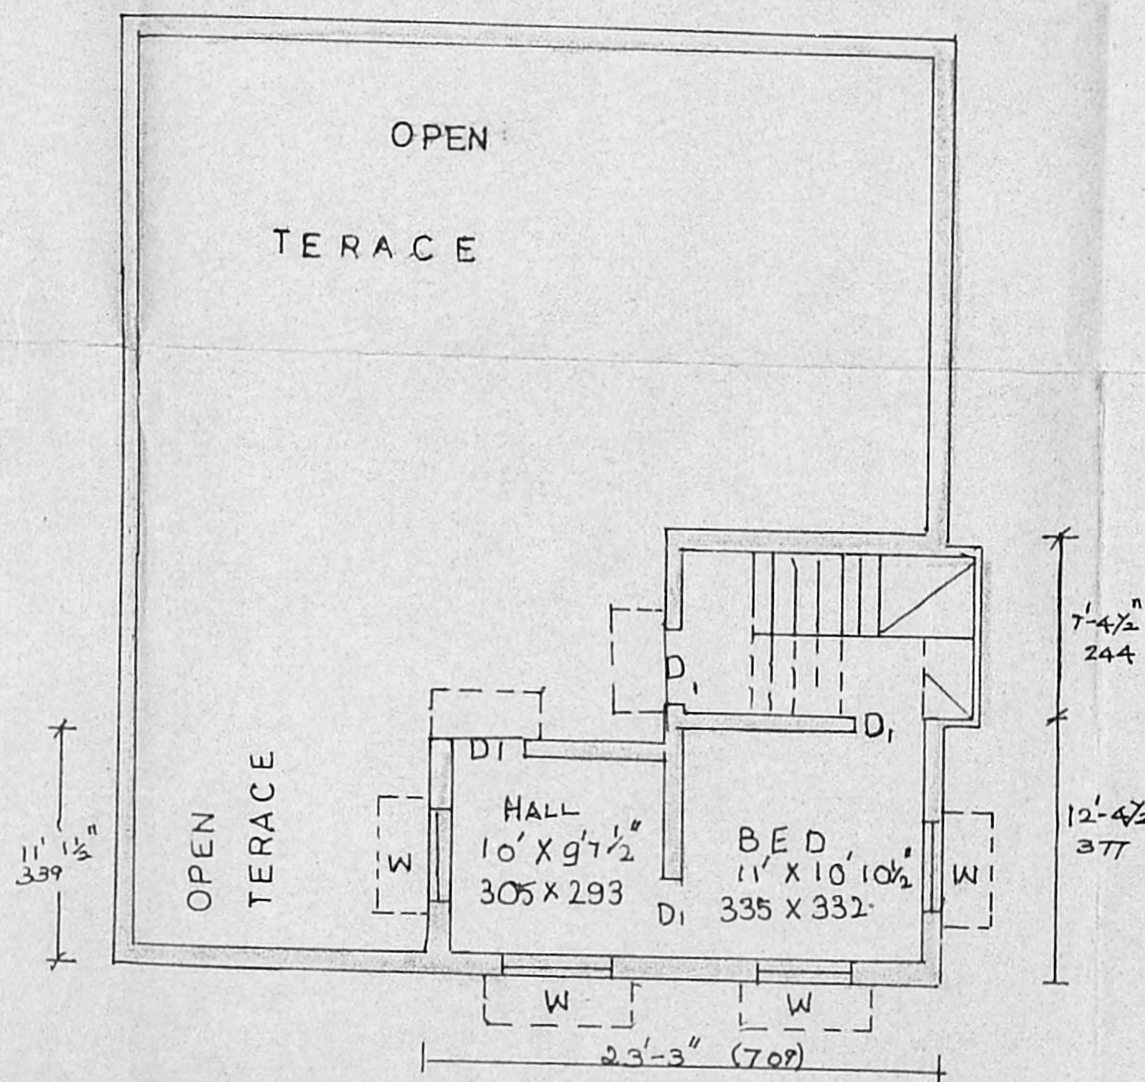 OPEN
TERACE
7'-4½"
244
D1
D1
D1
HALL
10' X 9'7½"
305 X 293
BED
11' X 10' 10½"
335 X 332
D1
W
W
W
W
OPEN
TERACE
11' 1½"
339
12'-4½
377
23'-3" (709)